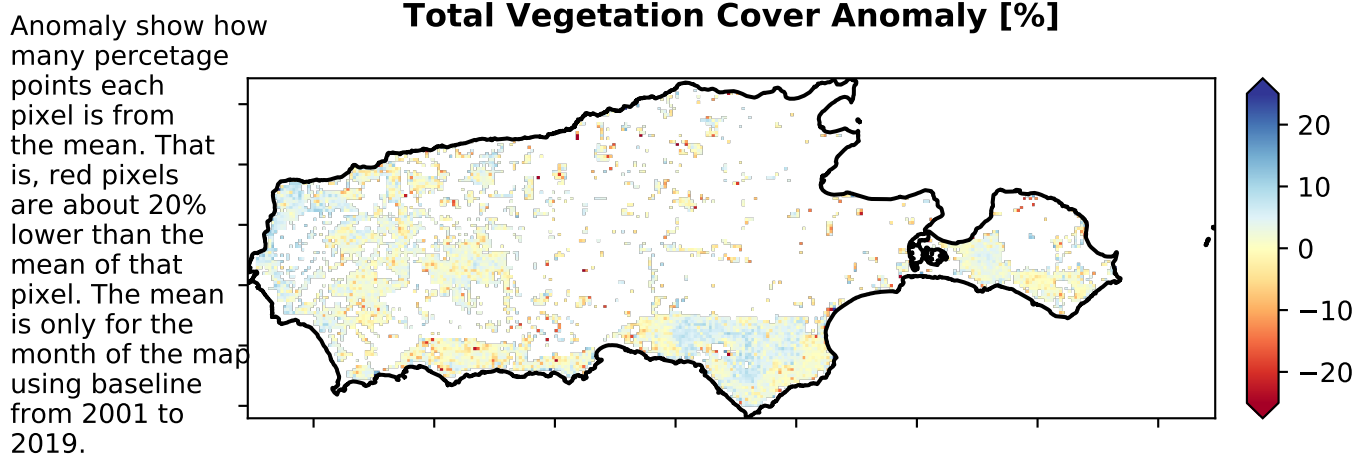 Total Vegetation Cover Anomaly [%]
Anomaly show how
many percetage
points each
pixel is from
the mean. That
is, red pixels
are about 20%
lower than the
mean of that
pixel. The mean
is only for the
month of the map
using baseline
from 2001 to
2019.
20
10
0
−10
−20